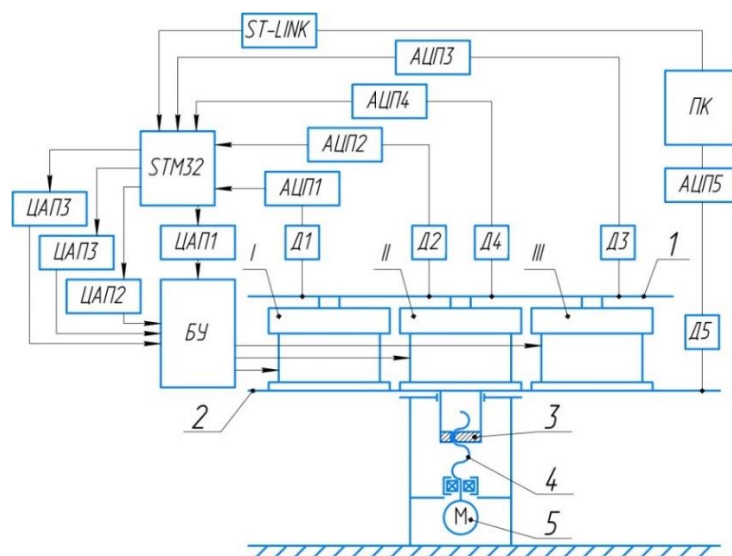 ST-LINK
АЦП3
АЦП4
ПК
АЦП2
STM32
АЦП5
АЦП1
ЦАП3
ЦАП3
ЦАП1
Д1
Д2
Д4
Д3
1
I
II
III
ЦАП2
БУ
Д5
2
3
4
М
5